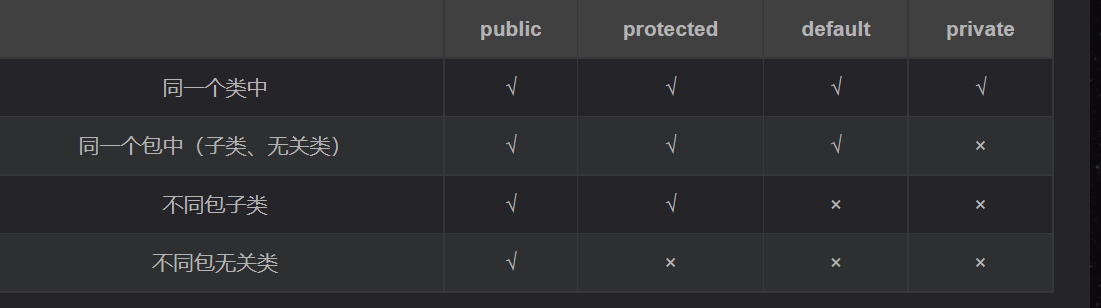 public protected default private
同一个类中 √ √ √ √
同一个包中（子类、无关类） √ √ √ ×
不同包子类 √ √ × ×
不同包无关类 √ × × ×